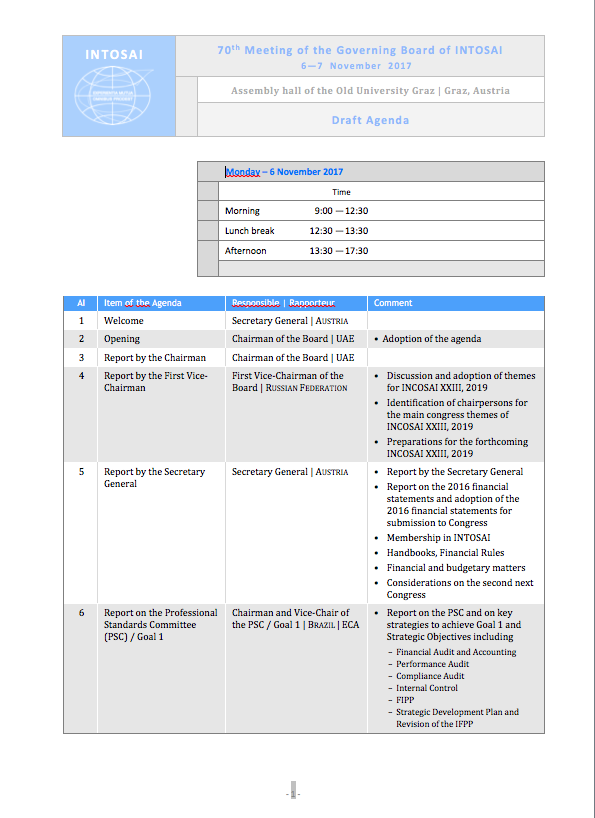 INTOSAI
70th Meeting of the Governing Board of INTOSAI
6—7 November 2017
Assembly hall of the Old University Graz | Graz, Austria
Draft Agenda
Monday – 6 November 2017
Time
Morning 9:00 —12:30
Lunch break 12:30 —13:30
Afternoon 13:30 —17:30
AI Item of the Agenda Responsible | Rapporteur Comment
1 Welcome Secretary General | AUSTRIA
2 Opening Chairman of the Board | UAE • Adoption of the agenda
3 Report by the Chairman Chairman of the Board | UAE
4 Report by the First Vice- First Vice-Chairman of the • Discussion and adoption of themes
Chairman Board | RUSSIAN FEDERATION for INCOSAI XXIII, 2019
• Identification of chairpersons for
the main congress themes of
INCOSAI XXIII, 2019
• Preparations for the forthcoming
INCOSAI XXIII, 2019
5 Report by the Secretary Secretary General | AUSTRIA • Report by the Secretary General
General • Report on the 2016 financial
statements and adoption of the
2016 financial statements for
submission to Congress
• Membership in INTOSAI
• Handbooks, Financial Rules
• Financial and budgetary matters
• Considerations on the second next
Congress
6 Report on the Professional Chairman and Vice-Chair of • Report on the PSC and on key
Standards Committee the PSC / Goal 1 | BRAZIL | ECA strategies to achieve Goal 1 and
(PSC) / Goal 1 Strategic Objectives including
– Financial Audit and Accounting
– Performance Audit
– Compliance Audit
– Internal Control
– FIPP
– Strategic Development Plan and
Revision of the IFPP
- 1 -